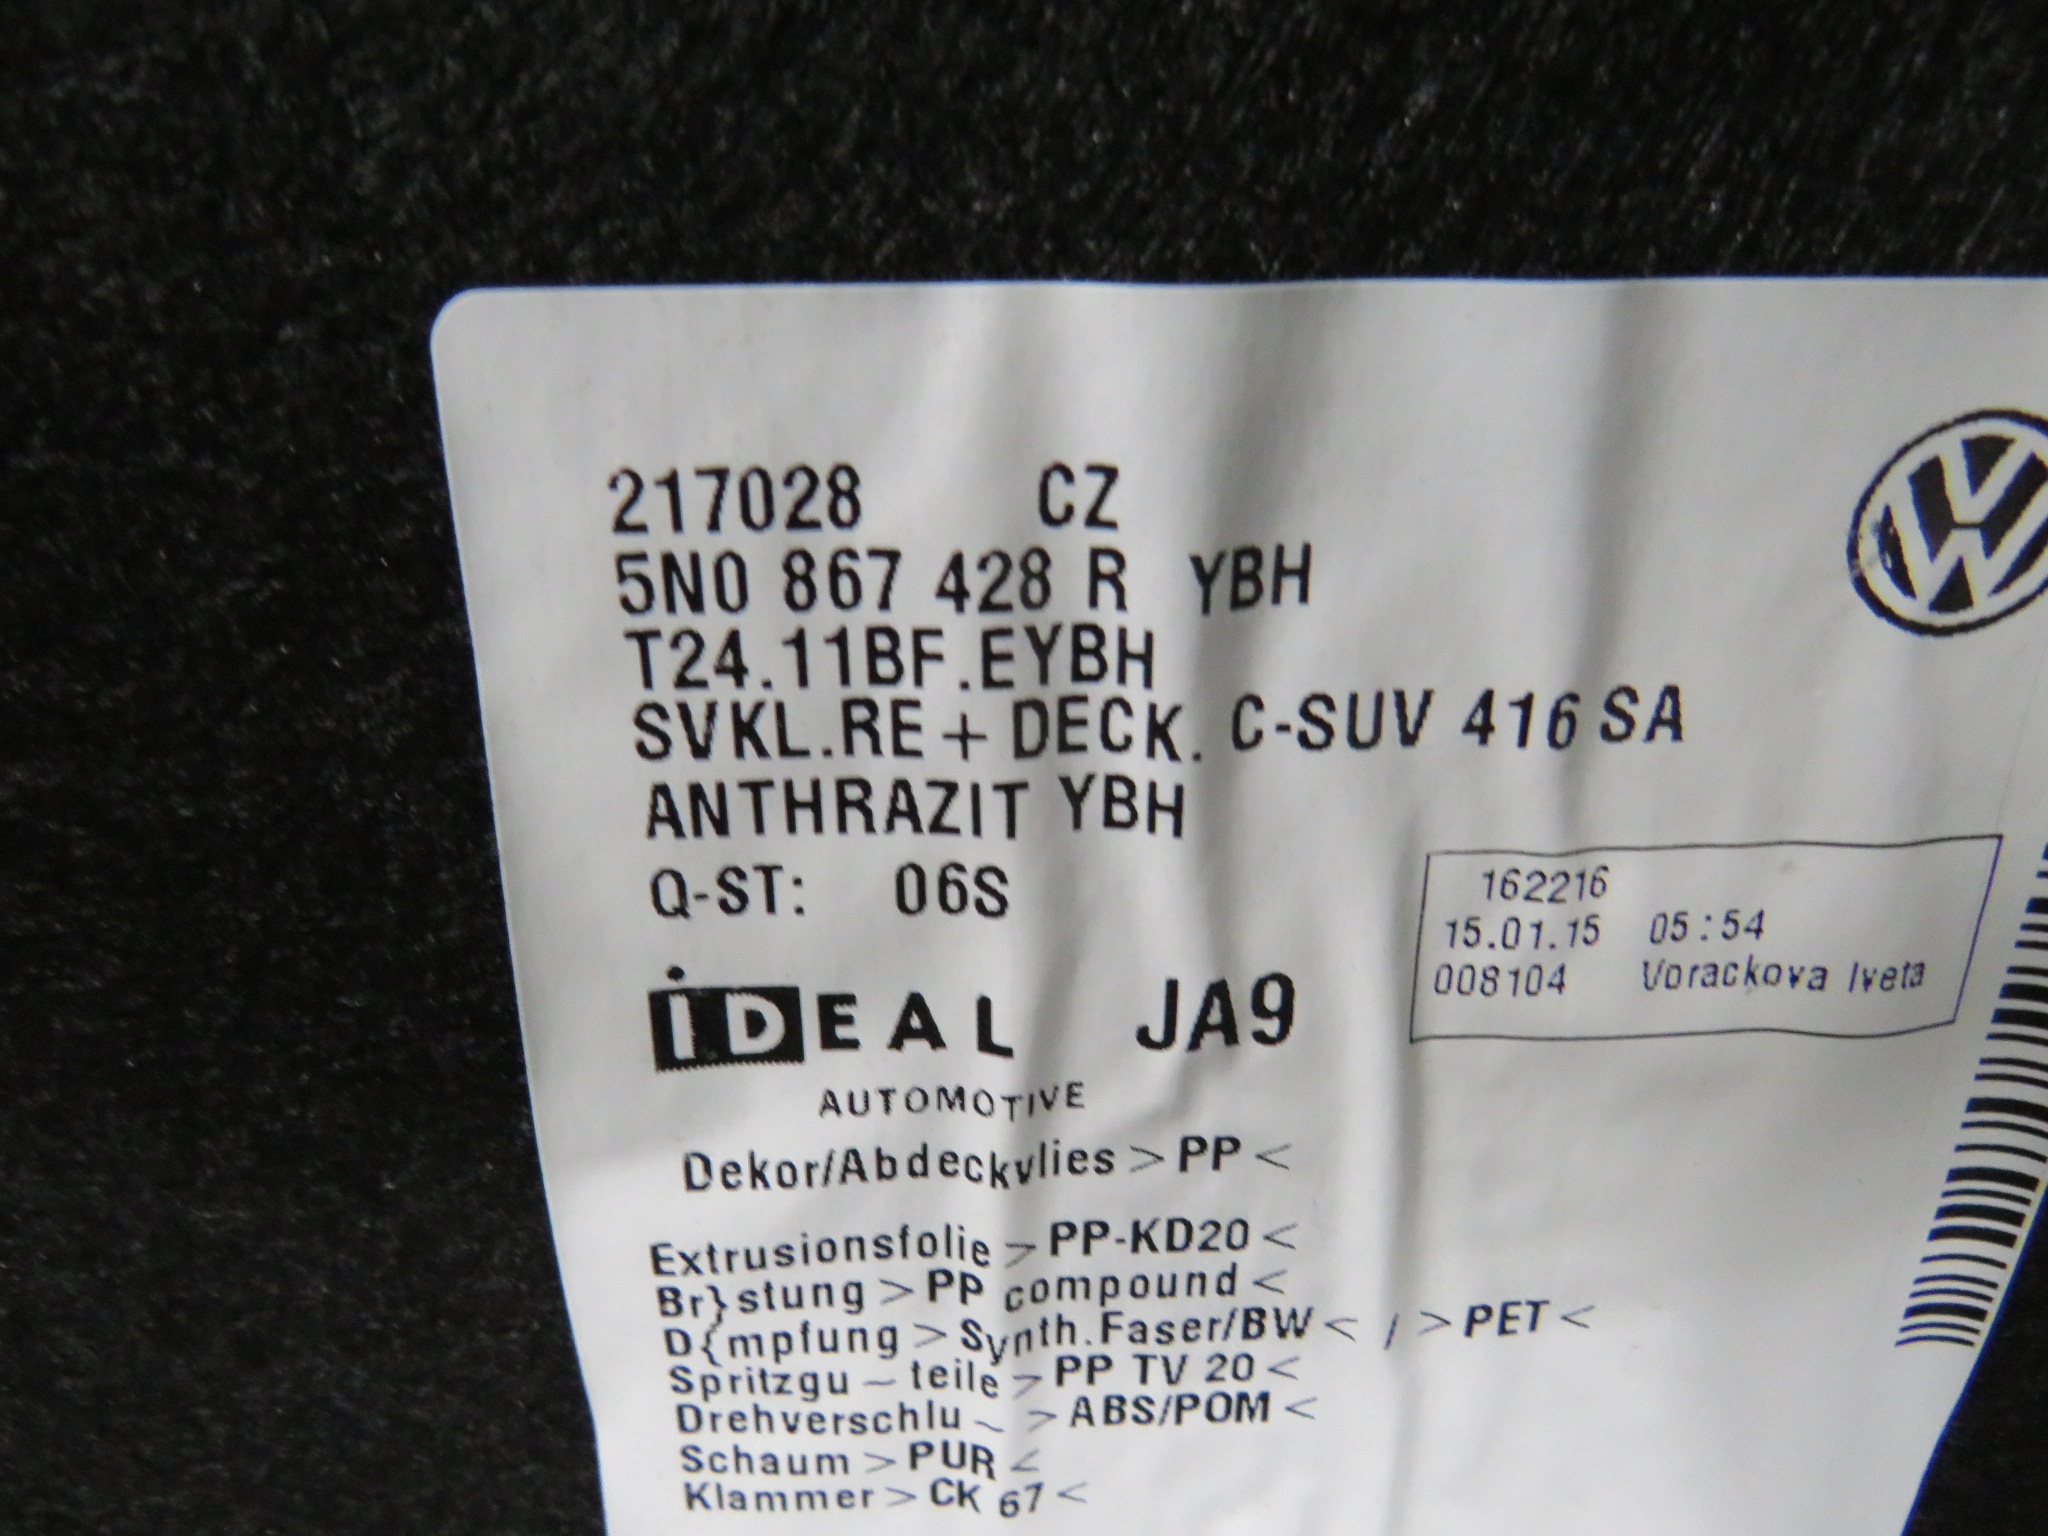 217028 CZ
5N0 867 428 R YBH
T24.11BF.EYBH
SVKL.RE + DECK. C-SUV 416 SA
ANTHRAZIT YBH
Q-ST: 06S
162216
15.01.15 05:54
008104 Vorackova Iveta
iDEAL JA9
AUTOMOTIVE
Dekor/Abdeckvlies >PP<
Extrusionsfolie >PP-KD20<
Br}stung >PP compound<
D{mpfung >Synth.Faser/BW< / >PET<
Spritzgu~teile >PP TV 20<
Drehverschlu~ >ABS/POM<
Schaum >PUR<
Klammer >CK 67<